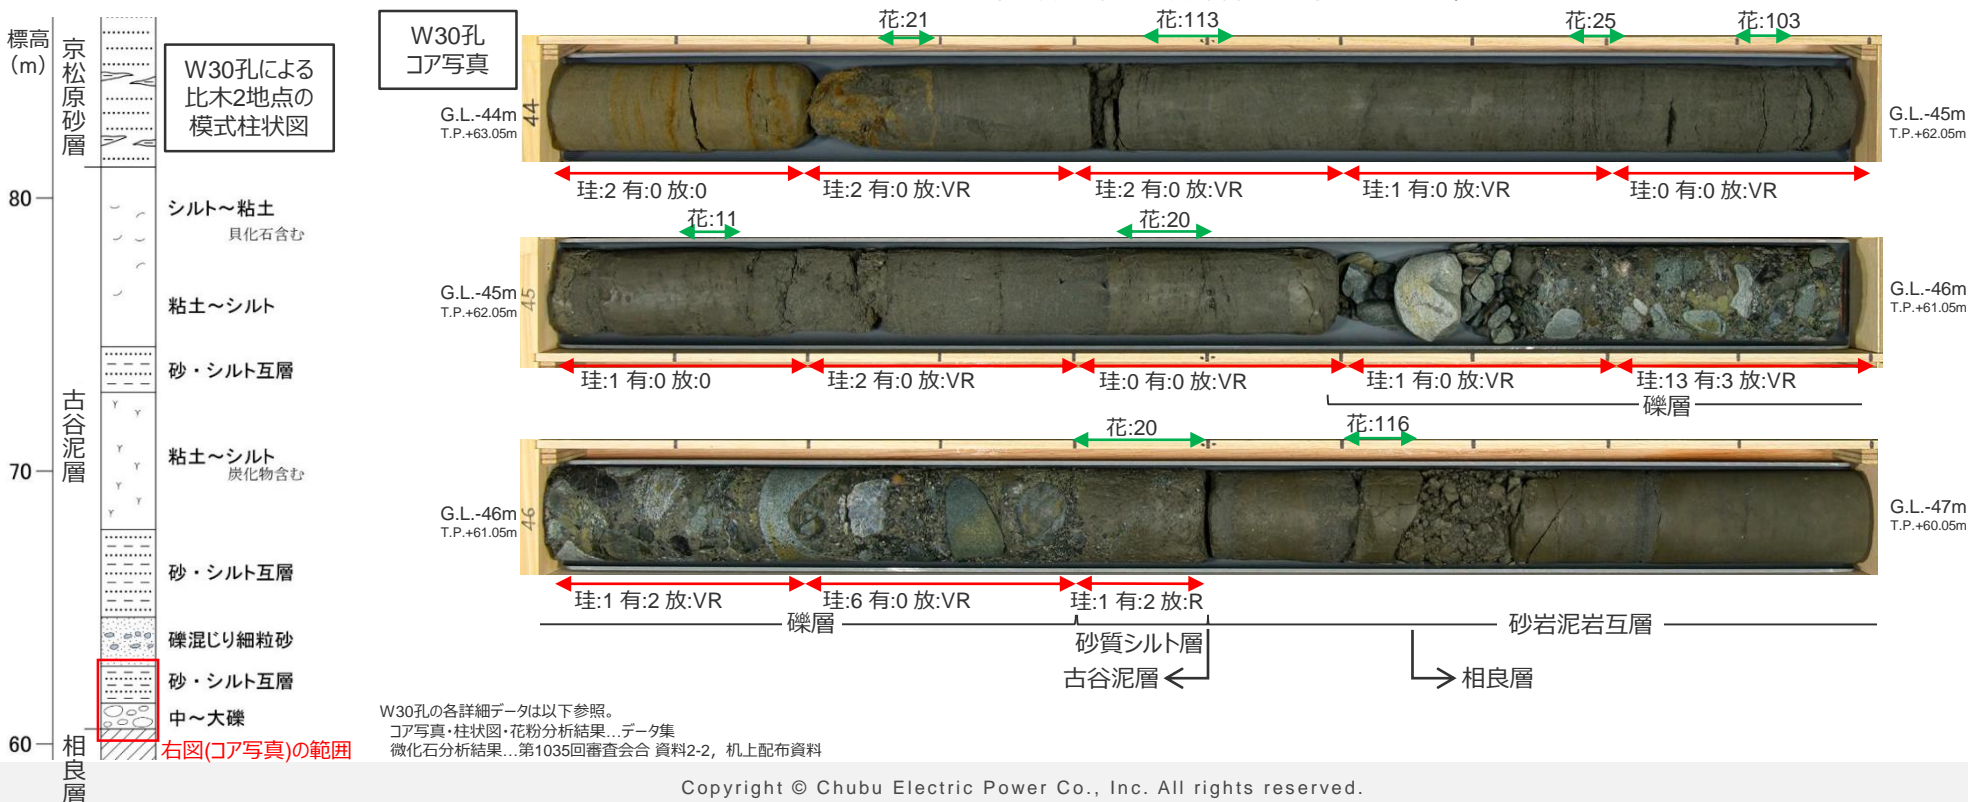 標高
(m)
京松原砂層
W30孔による
比木2地点の
模式柱状図
80
シルト～粘土
貝化石含む
粘土～シルト
砂・シルト互層
古谷泥層
粘土～シルト
炭化物含む
70
砂・シルト互層
礫混じり細粒砂
砂・シルト互層
中～大礫
60
相良層
右図(コア写真)の範囲
W30孔
コア写真
花:21
花:113
花:25
花:103
G.L.-44m
T.P.+63.05m
44
G.L.-45m
T.P.+62.05m
珪:2 有:0 放:0
珪:2 有:0 放:VR
珪:2 有:0 放:VR
珪:1 有:0 放:VR
珪:0 有:0 放:VR
花:11
花:20
G.L.-45m
T.P.+62.05m
45
G.L.-46m
T.P.+61.05m
珪:1 有:0 放:0
珪:2 有:0 放:VR
珪:0 有:0 放:VR
珪:1 有:0 放:VR
珪:13 有:3 放:VR
礫層
花:20
花:116
G.L.-46m
T.P.+61.05m
46
G.L.-47m
T.P.+60.05m
珪:1 有:2 放:VR
珪:6 有:0 放:VR
珪:1 有:2 放:R
礫層
砂質シルト層
砂岩泥岩互層
古谷泥層
相良層
W30孔の各詳細データは以下参照。
コア写真・柱状図・花粉分析結果…データ集
微化石分析結果…第1035回審査会合 資料2-2，机上配布資料
Copyright © Chubu Electric Power Co., Inc. All rights reserved.